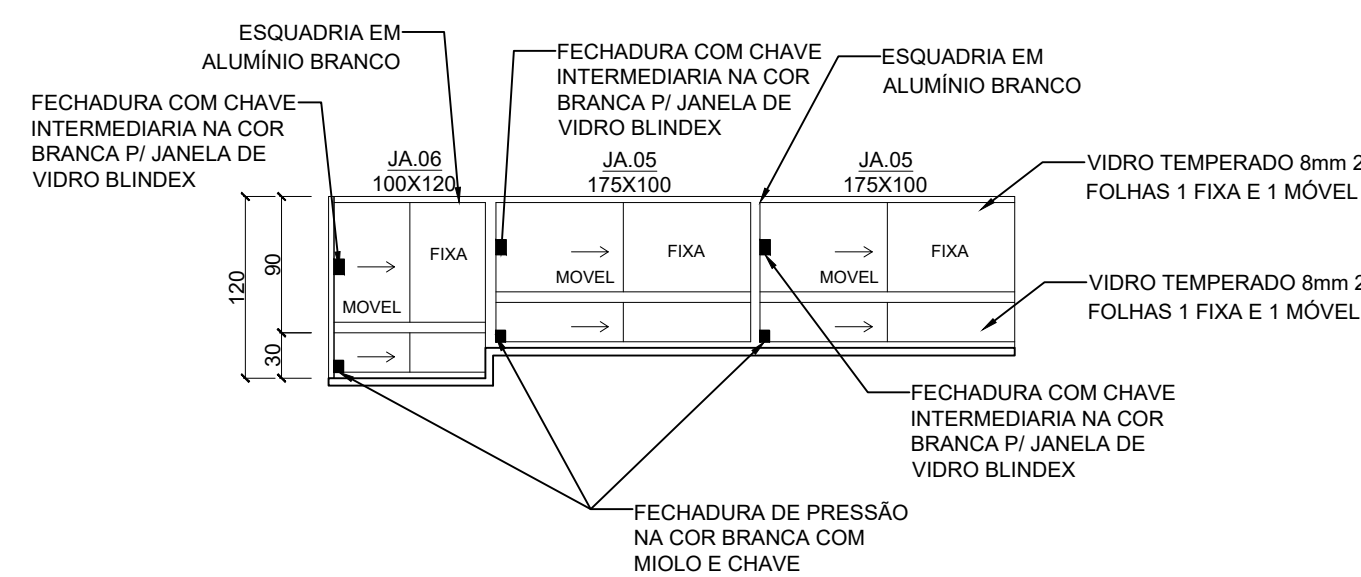 ESQUADRIA EM
ALUMÍNIO BRANCO
FECHADURA COM CHAVE
INTERMEDIARIA NA COR
BRANCA P/ JANELA DE
VIDRO BLINDEX
ESQUADRIA EM
ALUMÍNIO BRANCO
FECHADURA COM CHAVE
INTERMEDIARIA NA COR
BRANCA P/ JANELA DE
VIDRO BLINDEX
JA.06
100X120
JA.05
175X100
JA.05
175X100
VIDRO TEMPERADO 8mm 2
FOLHAS 1 FIXA E 1 MÓVEL
120
90
30
FIXA
MOVEL
FIXA
MOVEL
FIXA
MOVEL
VIDRO TEMPERADO 8mm 2
FOLHAS 1 FIXA E 1 MÓVEL
FECHADURA COM CHAVE
INTERMEDIARIA NA COR
BRANCA P/ JANELA DE
VIDRO BLINDEX
FECHADURA DE PRESSÃO
NA COR BRANCA COM
MIOLO E CHAVE